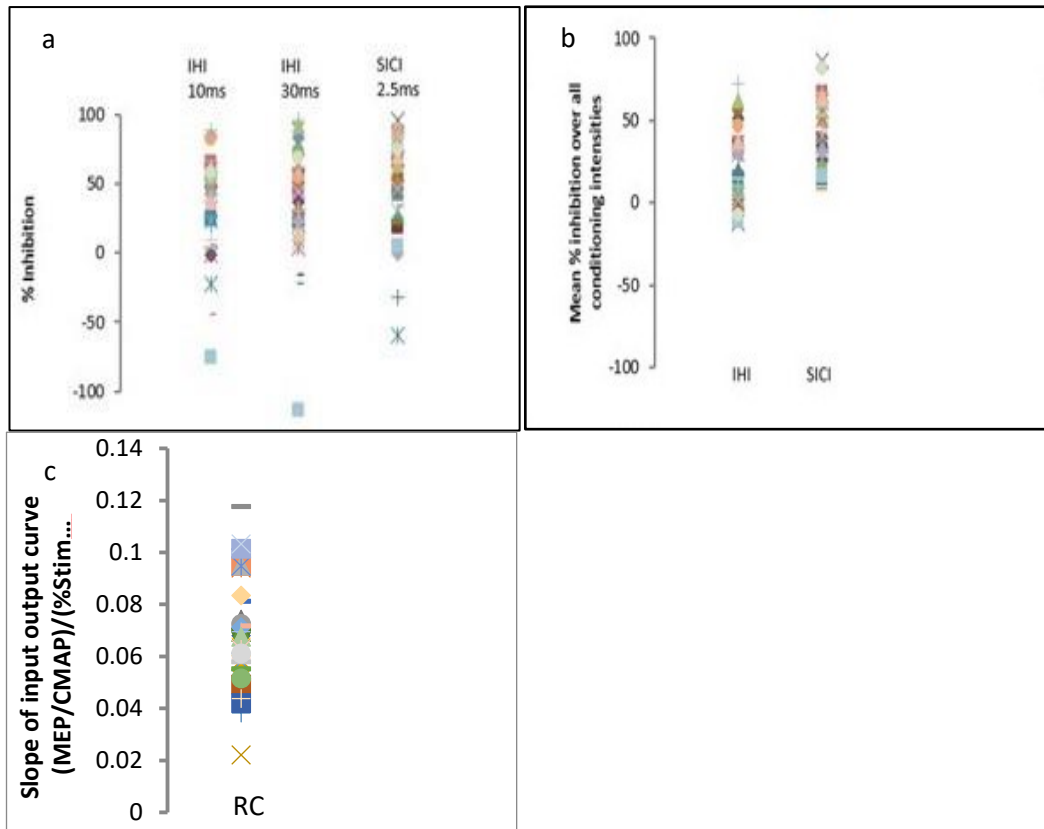 a
IHI IHI SICI
10ms 30ms 2.5ms
100
50
0
-50
-100
% Inhibition
b
100
50
0
-50
-100
Mean % inhibition over all
conditioning intensities
IHI SICI
c
0.14
0.12
0.1
0.08
0.06
0.04
0.02
0
Slope of input output curve
(MEP/CMAP)/(%Stim...
RC